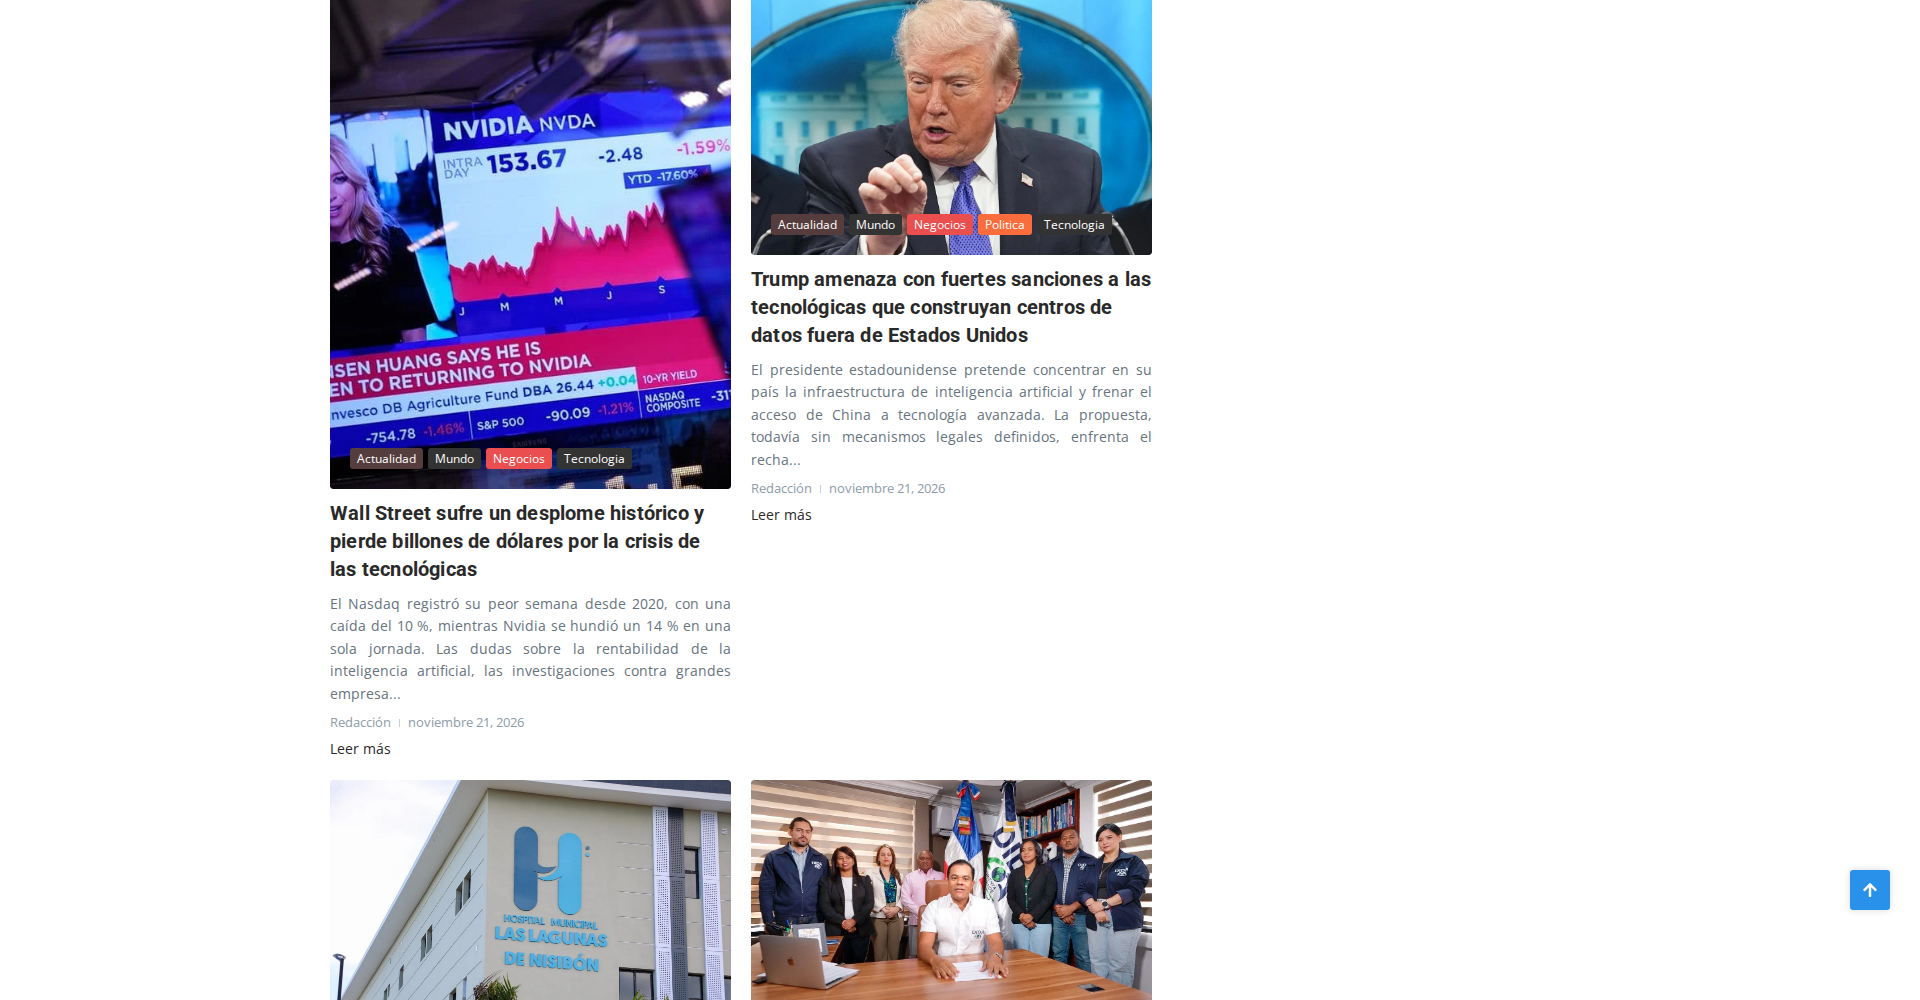 NVIDIA NVDA
INTRA DAY 153.67 -2.48 -1.59%
YTD -17.60%
J M M J S
NSEN HUANG SAYS HE IS
EN TO RETURNING TO NVIDIA
nvesco DB Agriculture Fund DBA 26.44 +0.04 10-YR YIELD
-754.78 -1.46% S&P 500 -90.09 -1.21% NASDAQ COMPOSITE
Actualidad Mundo Negocios Tecnologia
Wall Street sufre un desplome histórico y
pierde billones de dólares por la crisis de
las tecnológicas
El Nasdaq registró su peor semana desde 2020, con una
caída del 10 %, mientras Nvidia se hundió un 14 % en una
sola jornada. Las dudas sobre la rentabilidad de la
inteligencia artificial, las investigaciones contra grandes
empresa...
Redacción noviembre 21, 2026
Leer más
Actualidad Mundo Negocios Politica Tecnologia
Trump amenaza con fuertes sanciones a las
tecnológicas que construyan centros de
datos fuera de Estados Unidos
El presidente estadounidense pretende concentrar en su
país la infraestructura de inteligencia artificial y frenar el
acceso de China a tecnología avanzada. La propuesta,
todavía sin mecanismos legales definidos, enfrenta el
recha...
Redacción noviembre 21, 2026
Leer más
HOSPITAL MUNICIPAL
LAS LAGUNAS
DE NISIBÓN